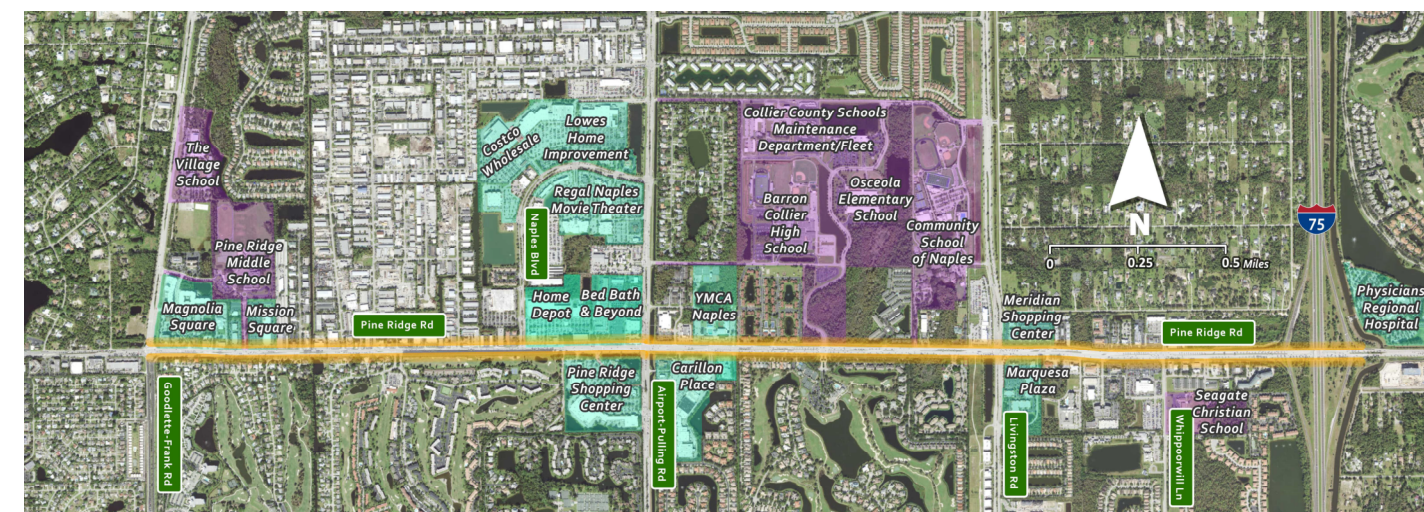 Collier County Schools
Maintenance
Department/Fleet
Costco
Wholesale
Lowes
Home
Improvement
The
Village
School
Regal Naples
Movie Theater
Barron
Collier
High
School
Osceola
Elementary
School
Community
School
of Naples
N
0
0.25
0.5 Miles
75
Pine Ridge
Middle
School
Naples Blvd
Magnolia
Square
Mission
Square
Pine Ridge Rd
Home
Depot
Bed Bath
& Beyond
YMCA
Naples
Meridian
Shopping
Center
Pine Ridge Rd
Physicians
Regional
Hospital
Goodlette-Frank Rd
Pine Ridge
Shopping
Center
Airport-Pulling Rd
Carillon
Place
Marquesa
Plaza
Livingston Rd
Whippoorwill Ln
Seagate
Christian
School